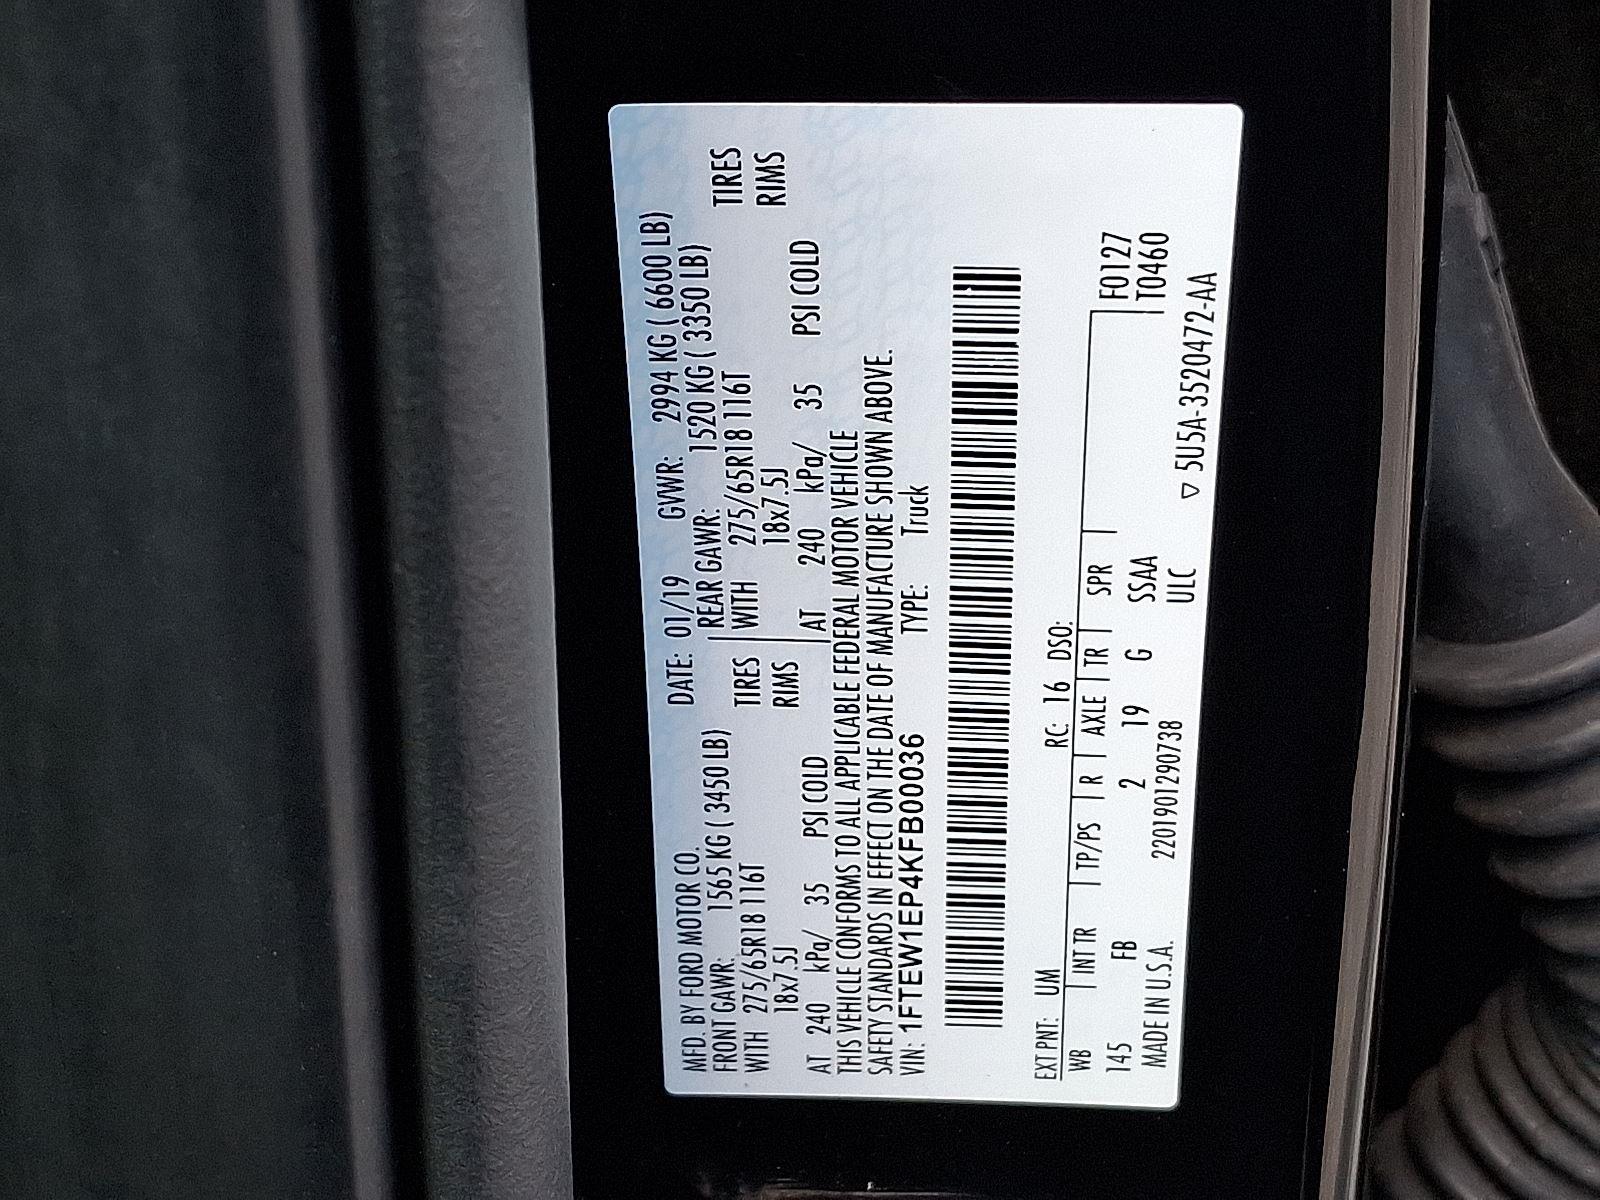 MFD. BY FORD MOTOR CO. DATE: 01/19 GVWR: 2994 KG ( 6600 LB)
FRONT GAWR: 1565 KG ( 3450 LB) REAR GAWR: 1520 KG ( 3350 LB)
WITH 275/65R18 116T TIRES WITH 275/65R18 116T TIRES
18x7.5J RIMS 18x7.5J RIMS
AT 240 kPa/ 35 PSI COLD AT 240 kPa/ 35 PSI COLD
THIS VEHICLE CONFORMS TO ALL APPLICABLE FEDERAL MOTOR VEHICLE
SAFETY STANDARDS IN EFFECT ON THE DATE OF MANUFACTURE SHOWN ABOVE.
VIN: 1FTEW1EP4KFB00036 TYPE: Truck
EXT PNT: UM RC: 16 DSO:
WB INT TR TP/PS R AXLE TR SPR F0127
145 FB 2 19 G SSAA T0460
MADE IN U.S.A. 2201901290738 ULC ▽ 5U5A-3520472-AA